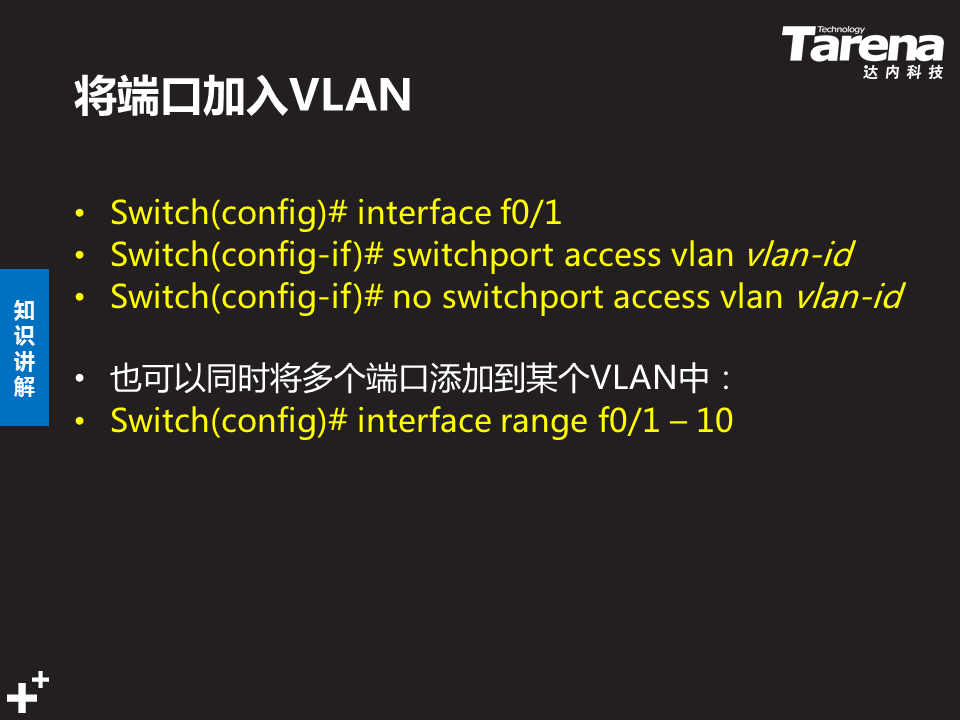 Technology
Tarena
达内科技
将端口加入VLAN
• Switch(config)# interface f0/1
• Switch(config-if)# switchport access vlan vlan-id
• Switch(config-if)# no switchport access vlan vlan-id
知识讲解
• 也可以同时将多个端口添加到某个VLAN中：
• Switch(config)# interface range f0/1 – 10